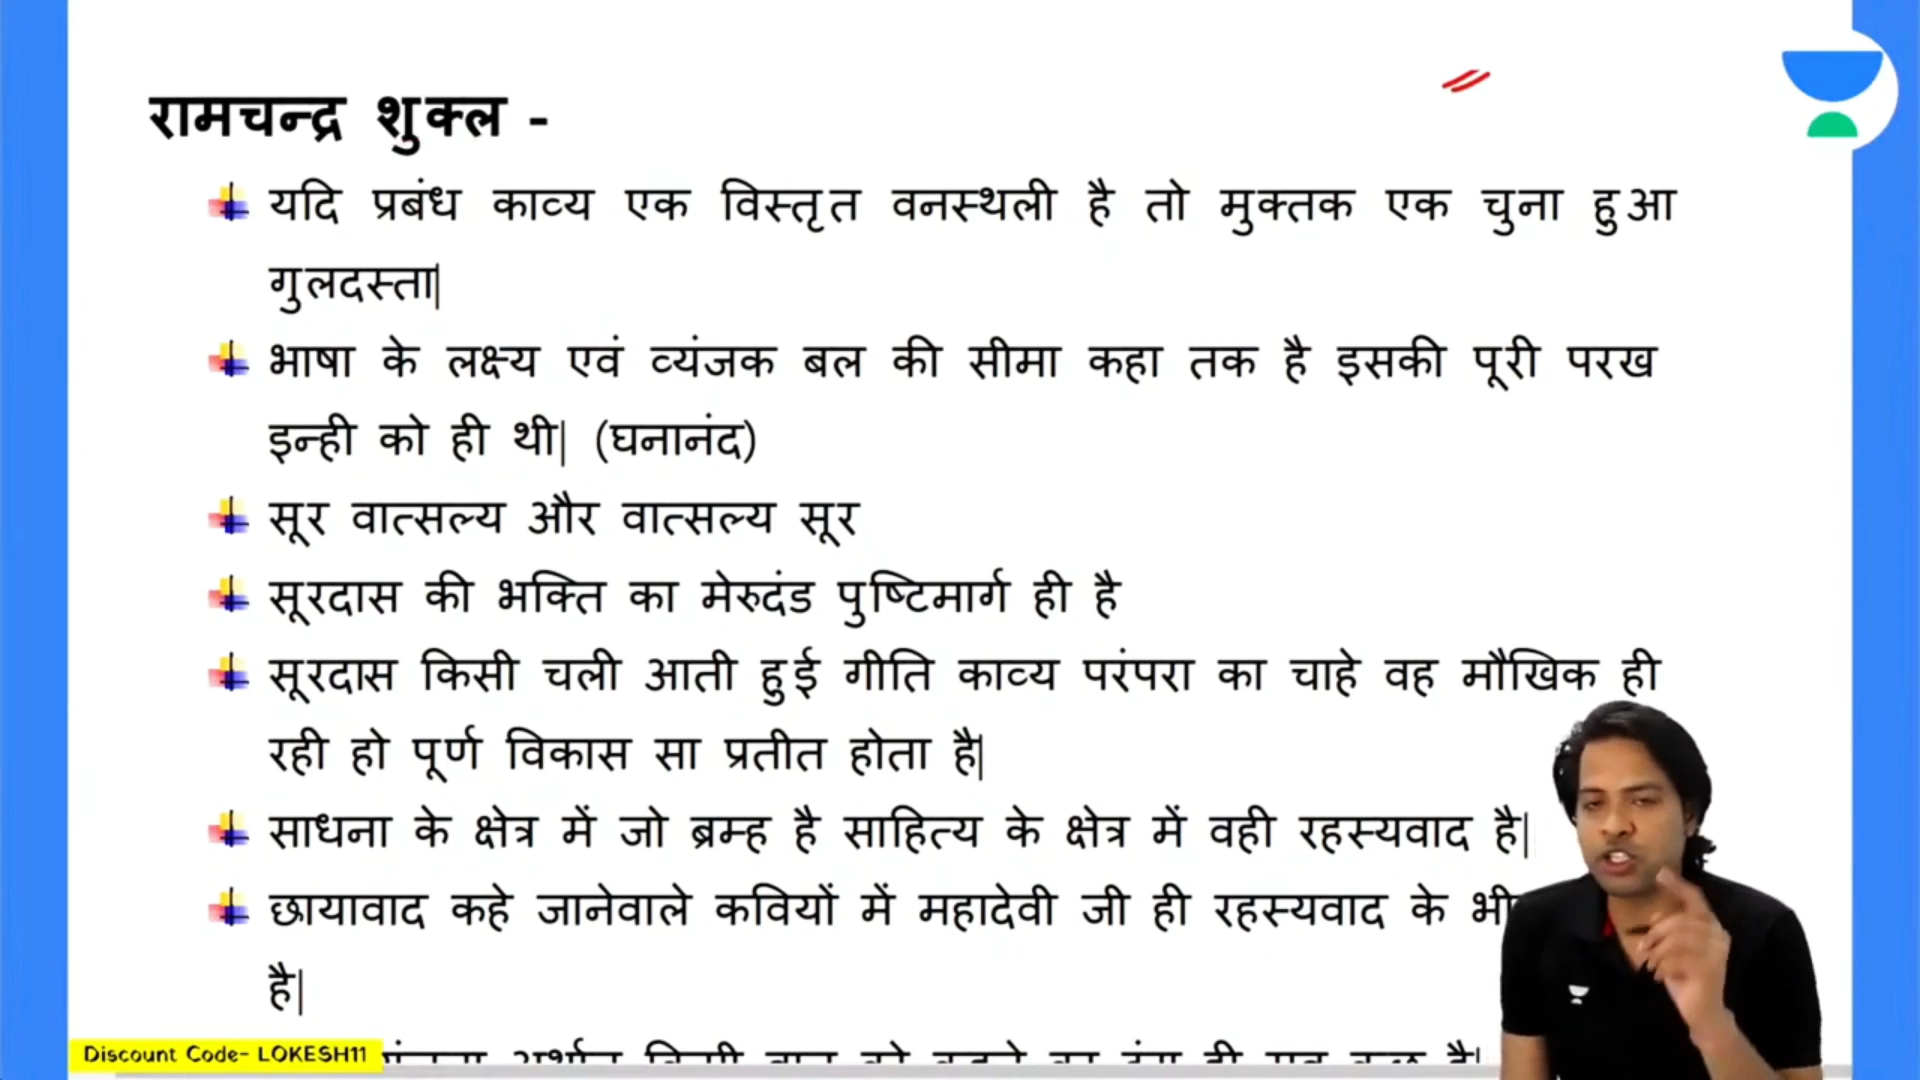 रामचन्द्र शुक्ल -
यदि प्रबंध काव्य एक विस्तृत वनस्थली है तो मुक्तक एक चुना हुआ
गुलदस्ता|
भाषा के लक्ष्य एवं व्यंजक बल की सीमा कहा तक है इसकी पूरी परख
इन्ही को ही थी| (घनानंद)
सूर वात्सल्य और वात्सल्य सूर
सूरदास की भक्ति का मेरुदंड पुष्टिमार्ग ही है
सूरदास किसी चली आती हुई गीति काव्य परंपरा का चाहे वह मौखिक ही
रही हो पूर्ण विकास सा प्रतीत होता है|
साधना के क्षेत्र में जो ब्रम्ह है साहित्य के क्षेत्र में वही रहस्यवाद है|
छायावाद कहे जानेवाले कवियों में महादेवी जी ही रहस्यवाद के
है|
Discount Code- LOKESH11